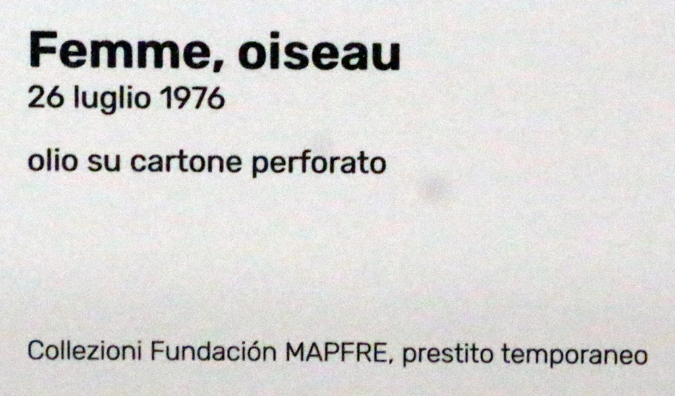 Femme, oiseau
26 luglio 1976
olio su cartone perforato
Collezioni Fundación MAPFRE, prestito temporaneo